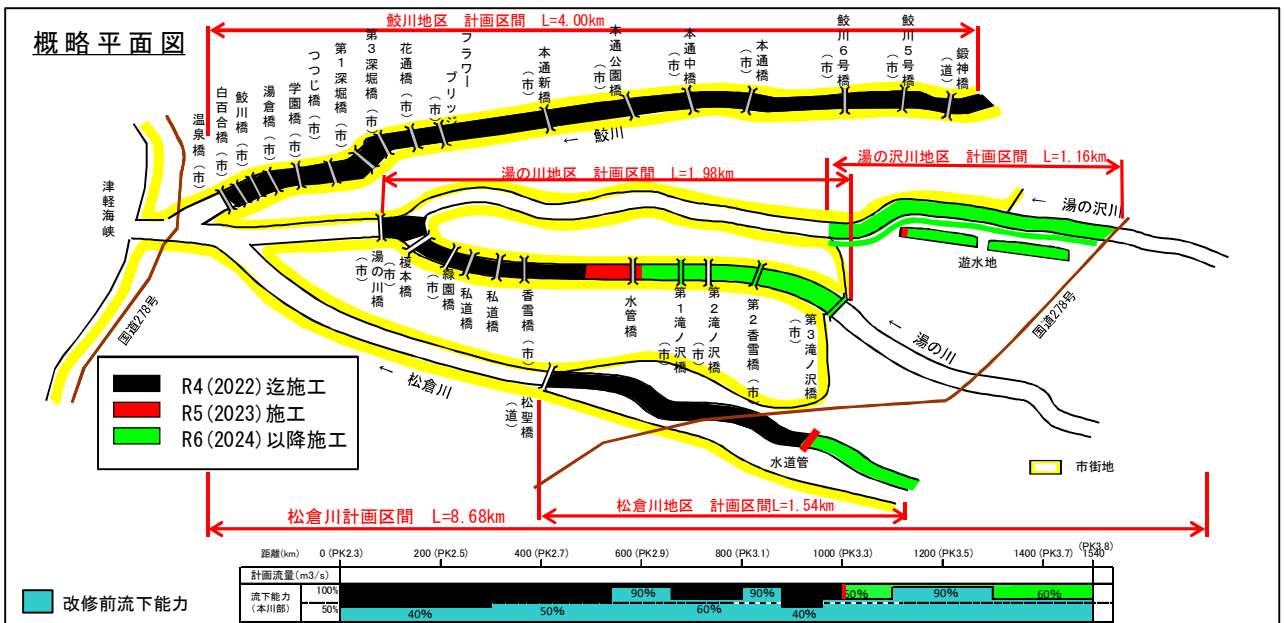 概略平面図
鮫川地区 計画区間 L=4.00km
温泉橋（市）
白百合橋（市）
鮫川橋（市）
湯倉橋（市）
学園橋（市）
つつじ橋（市）
第1深堀橋（市）
第3深堀橋（市）
花通橋（市）
フラワーブリッジ（市）
本通新橋（市）
本通公園橋（市）
本通中橋（市）
本通橋（市）
鮫川6号橋（市）
鮫川5号橋（市）
鍛神橋（道）
← 鮫川
湯の沢川地区 計画区間 L=1.16km
湯の川地区 計画区間 L=1.98km
← 湯の沢川
遊水地
津軽海峡
国道278号
湯の川橋（市）
榎本橋（市）
緑園橋（市）
私道橋
私道橋
香雪橋（市）
水管橋
第1滝ノ沢橋（市）
第2滝ノ沢橋（市）
第2香雪橋（市）
第3滝ノ沢橋（市）
国道278号
← 湯の川
← 松倉川
松聖橋（道）
水道管
R4(2022)迄施工
R5(2023)施工
R6(2024)以降施工
市街地
松倉川地区 計画区間L=1.54km
松倉川計画区間 L=8.68km
距離(km) 0 (PK2.3) 200 (PK2.5) 400 (PK2.7) 600 (PK2.9) 800 (PK3.1) 1000 (PK3.3) 1200 (PK3.5) 1400 (PK3.7) (PK3.8) 1540
計画流量(m3/s)
流下能力（本川部） 100% 50%
40% 50% 90% 60% 90% 40% 60% 40% 90% 60%
改修前流下能力